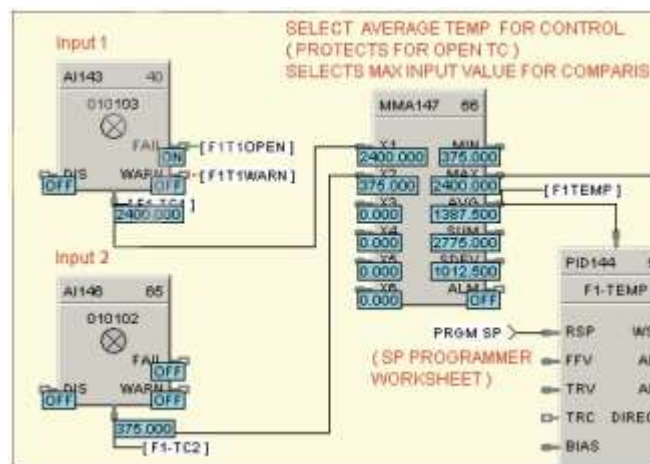 SELECT AVERAGE TEMP FOR CONTROL
( PROTECTS FOR OPEN TC )
SELECTS MAX INPUT VALUE FOR COMPARIS
Input 1
AI143 40
010103
FAIL
ON
[ F1T1OPEN ]
DIS WARN
OFF OFF
[ F1T1WARN ]
[ F1-TC1 ]
2400.000
MMA147 66
X1 MIN
2400.000 375.000
X2 MAX
375.000 2400.000
[ F1TEMP ]
X3 AVG
0.000 1387.500
X4 SUM
0.000 2775.000
X5 SDEV
0.000 1012.500
X6 ALM
0.000 OFF
Input 2
AI146 65
010102
FAIL
OFF
DIS WARN
OFF OFF
375.000
[ F1-TC2 ]
PID144
F1-TEMP
PRGM SP
RSP WS
( SP PROGRAMMER
WORKSHEET )
FFV
TRV
TRC DIREC
BIAS